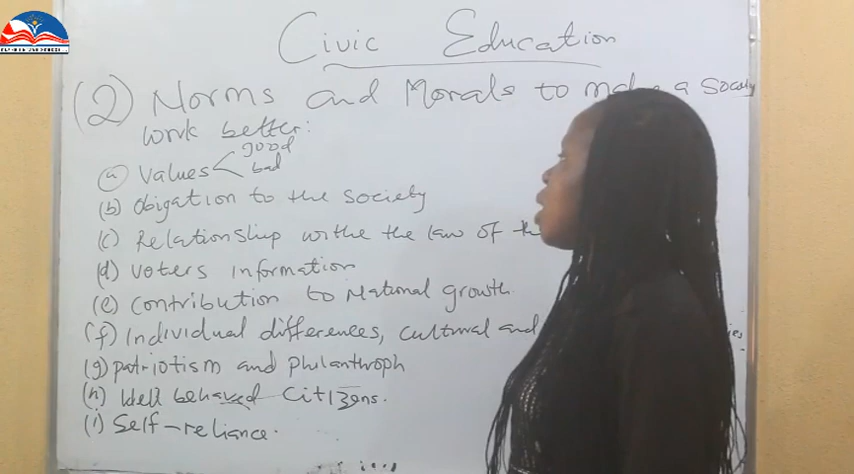 Civic Education
(2) Norms and Morals to make a society
work better:
(a) values < good
bad
(b) Obigation to the society
(c) Relationship withe the law of the
(d) voters information
(e) contribution to National growth.
(f) Individual differences, cultural and
(g) patriotism and philanthroph
(h) Well behaved citizens.
(i) Self-reliance.